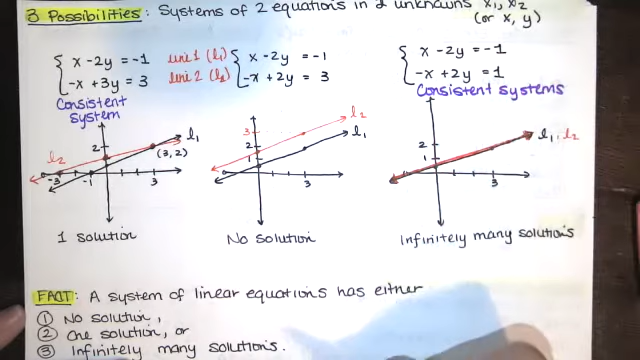 3 Possibilities: Systems of 2 equations in 2 unknowns x₁, x₂
(or x, y)
x - 2y = -1
-x + 3y = 3
line 1 (l₁)
line 2 (l₂)
x - 2y = -1
-x + 2y = 3
x - 2y = -1
-x + 2y = 1
Consistent
system
Consistent systems
l₂
2
l₁
(3,2)
-3
-1
3
3
2
1
l₂
l₁
3
2
1
l₁, l₂
3
1 solution
No solution
Infinitely many solutions
FACT: A system of linear equations has either
① No solution,
② One solution, or
③ Infinitely many solutions.